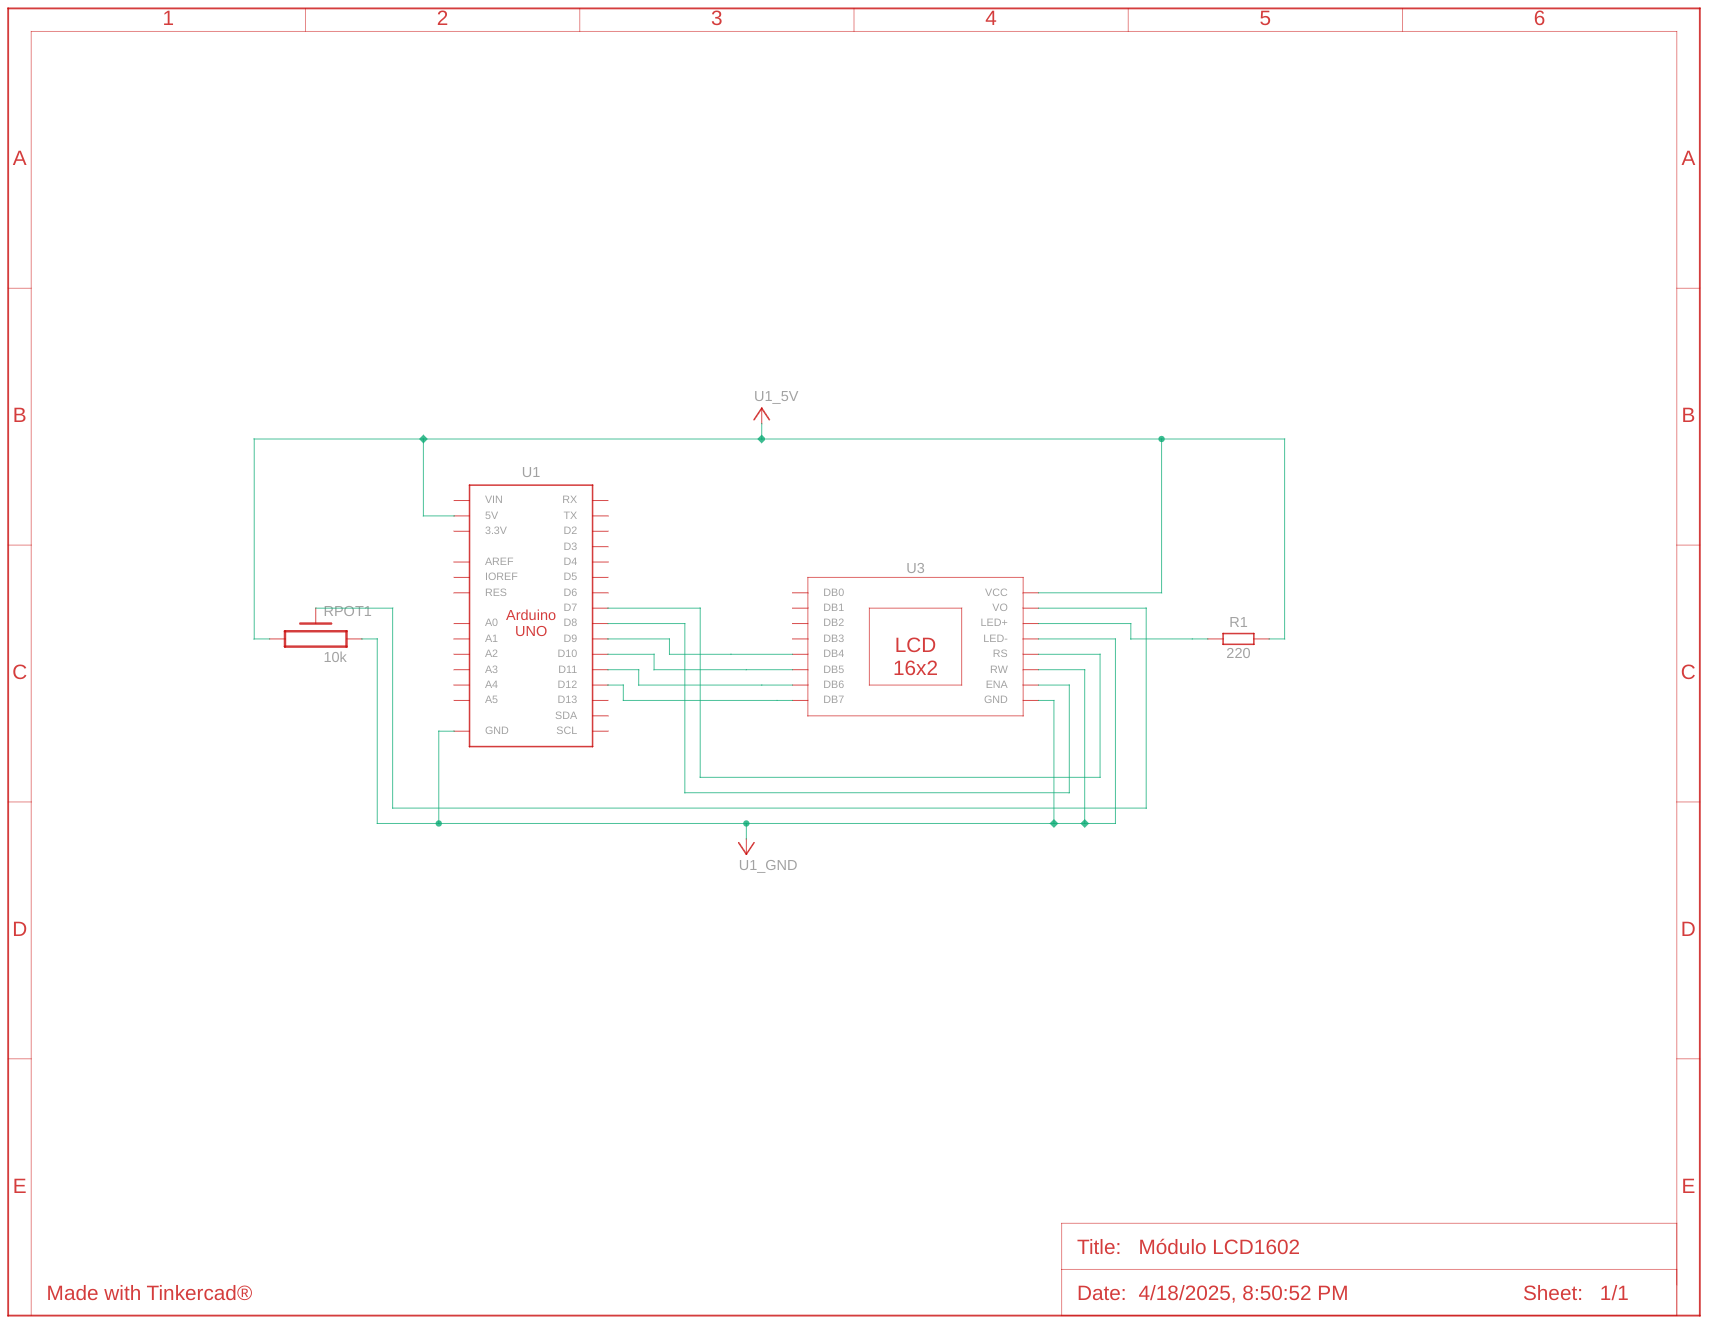 1 2 3 4 5 6
A A
B B
U1_5V
U1
VIN RX
5V TX
3.3V D2
D3
AREF D4
IOREF D5
RES D6
D7
A0 D8
A1 D9
A2 D10
A3 D11
A4 D12
A5 D13
SDA
GND SCL
Arduino
UNO
RPOT1
10k
U3
DB0 VCC
DB1 VO
DB2 LED+
DB3 LED-
DB4 RS
DB5 RW
DB6 ENA
DB7 GND
LCD
16x2
R1
220
C C
U1_GND
D D
E E
Title: Módulo LCD1602
Made with Tinkercad®
Date: 4/18/2025, 8:50:52 PM Sheet: 1/1